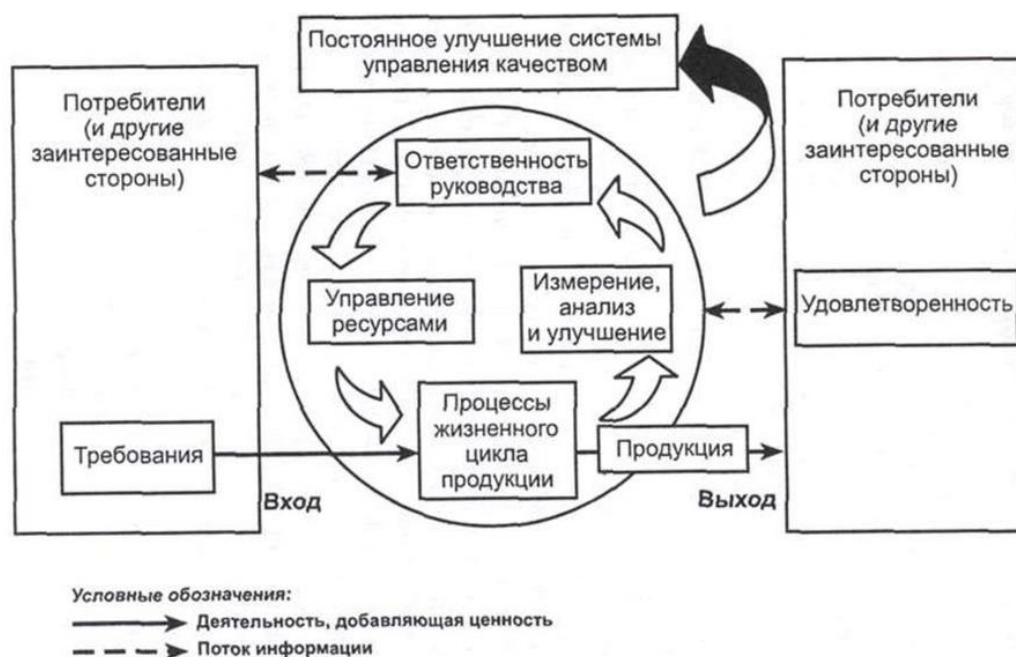 Постоянное улучшение системы
управления качеством
Потребители
(и другие
заинтересованные
стороны)
Ответственность
руководства
Потребители
(и другие
заинтересованные
стороны)
Управление
ресурсами
Измерение,
анализ
и улучшение
Удовлетворенность
Требования
Процессы
жизненного
цикла
продукции
Продукция
Вход
Выход
Условные обозначения:
Деятельность, добавляющая ценность
Поток информации